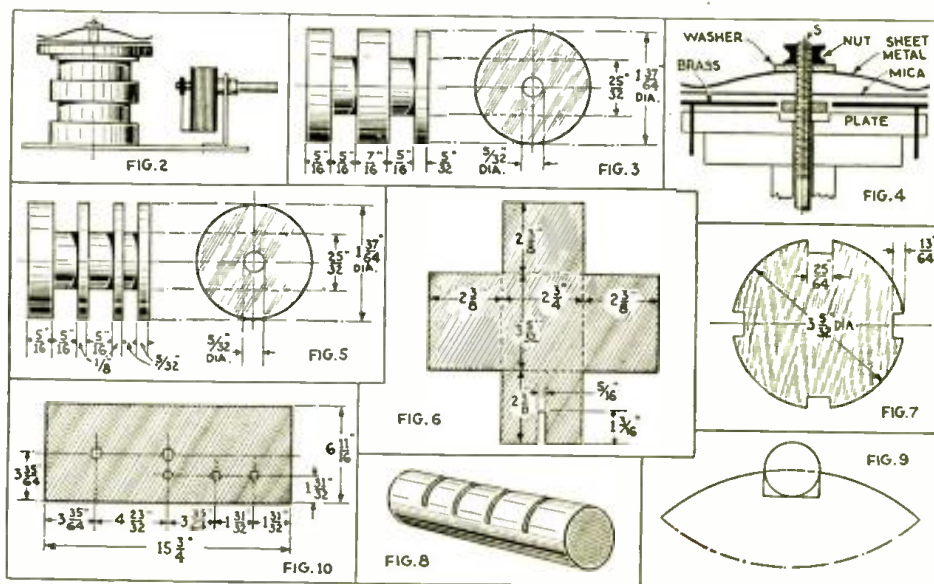 FIG. 2
5/16" 5/16" 7/16" 5/16" 5/32"
5/32" DIA.
25/32"
1 37/64" DIA.
FIG. 3
S
WASHER
NUT
SHEET METAL
BRASS
MICA
PLATE
FIG. 4
5/16" 5/16" 5/16"
1/8"
5/32"
5/32" DIA.
25/32"
1 37/64" DIA.
FIG. 5
2 3/8"
2 3/8" 2 3/4" 2 3/8"
5/16"
1 3/16"
FIG. 6
13/64"
25/64"
3 5/32" DIA
FIG. 7
FIG. 8
FIG. 9
3 35/64"
6 11/16"
1 31/32"
3 35/64" 4 23/32" 1 31/32" 1 31/32"
15 3/4"
FIG. 10